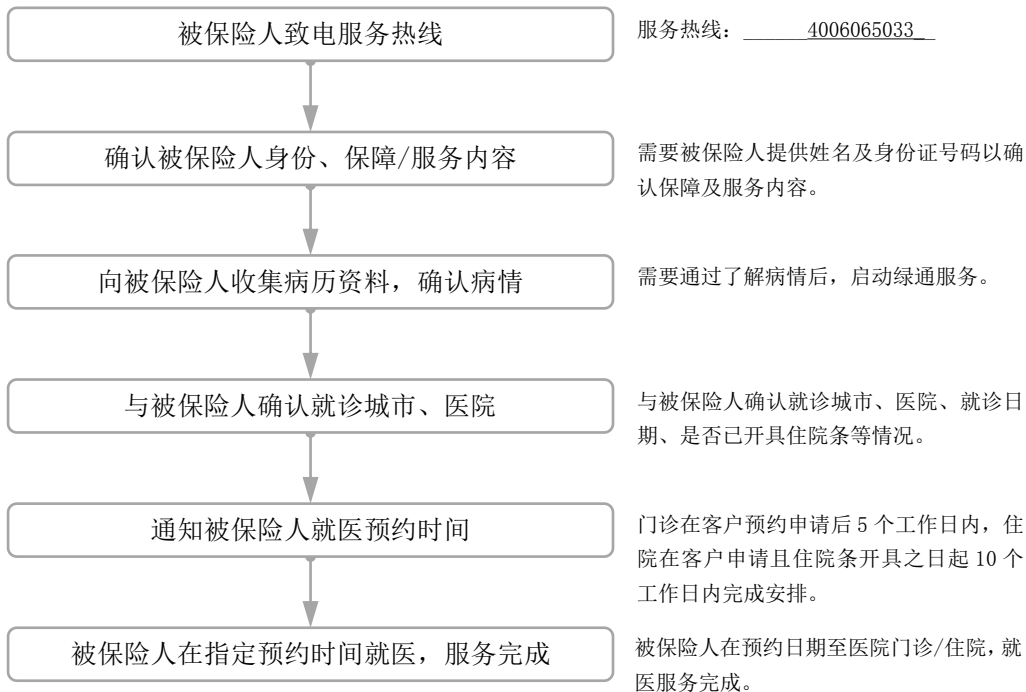 被保险人致电服务热线
服务热线：______4006065033__
确认被保险人身份、保障/服务内容
需要被保险人提供姓名及身份证号码以确
认保障及服务内容。
向被保险人收集病历资料，确认病情
需要通过了解病情后，启动绿通服务。
与被保险人确认就诊城市、医院
与被保险人确认就诊城市、医院、就诊日
期、是否已开具住院条等情况。
通知被保险人就医预约时间
门诊在客户预约申请后 5 个工作日内，住
院在客户申请且住院条开具之日起 10 个
工作日内完成安排。
被保险人在指定预约时间就医，服务完成
被保险人在预约日期至医院门诊/住院，就
医服务完成。